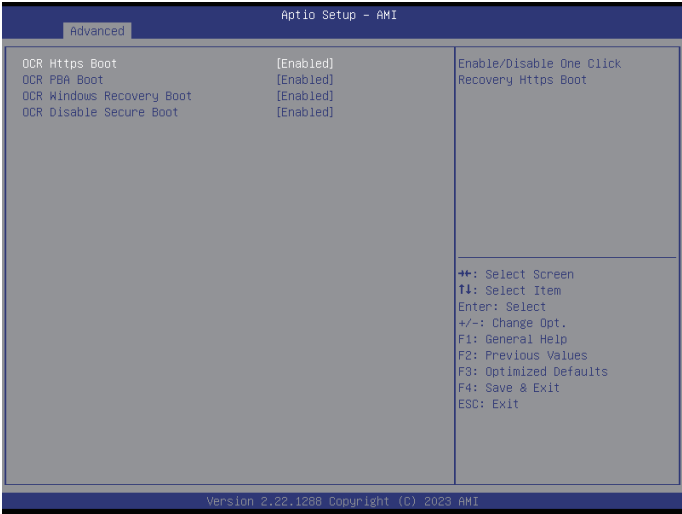 Aptio Setup – AMI
Advanced
OCR Https Boot [Enabled]
OCR PBA Boot [Enabled]
OCR Windows Recovery Boot [Enabled]
OCR Disable Secure Boot [Enabled]
Enable/Disable One Click
Recovery Https Boot
→←: Select Screen
↑↓: Select Item
Enter: Select
+/-: Change Opt.
F1: General Help
F2: Previous Values
F3: Optimized Defaults
F4: Save & Exit
ESC: Exit
Version 2.22.1288 Copyright (C) 2023 AMI